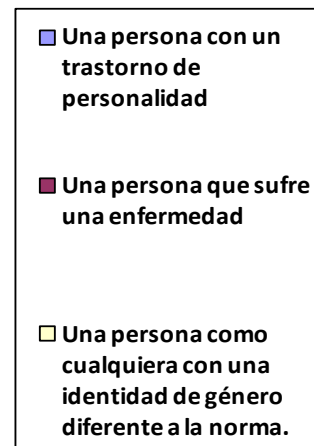 Una persona con un
trastorno de
personalidad
Una persona que sufre
una enfermedad
Una persona como
cualquiera con una
identidad de género
diferente a la norma.